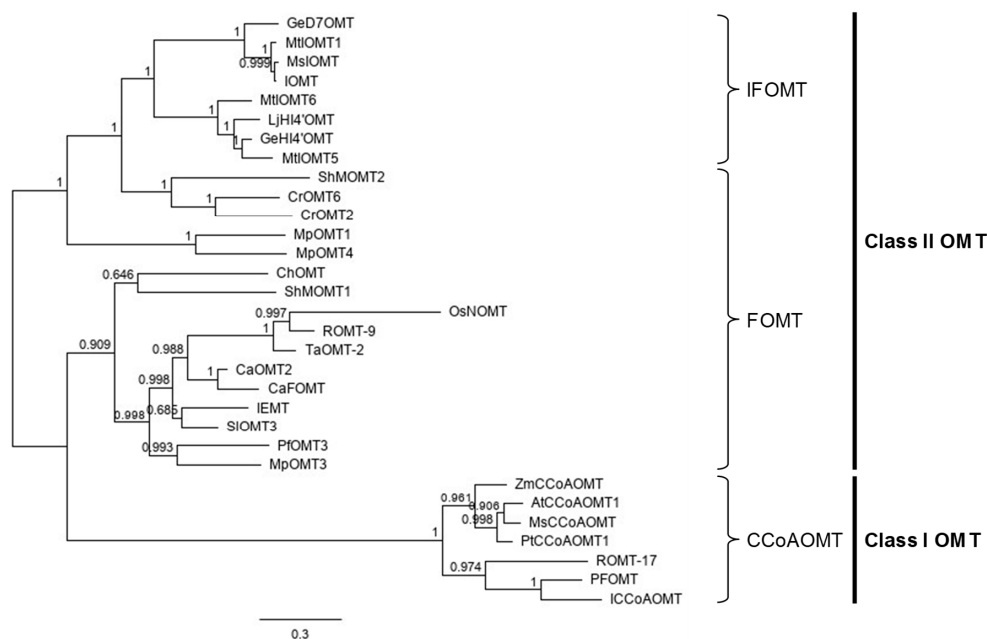 GeD7OMT
1
MtIOMT1
1
MsIOMT
0.999
IOMT
1
MtIOMT6
1
LjHI4'OMT
1
GeHI4'OMT
1
MtIOMT5
IFOMT
1
ShMOMT2
1
CrOMT6
1
CrOMT2
1
MpOMT1
1
MpOMT4
Class II OMT
ChOMT
0.646
ShMOMT1
OsNOMT
0.997
ROMT-9
1
TaOMT-2
FOMT
0.909
0.988
CaOMT2
1
CaFOMT
0.998
IEMT
0.685
SlOMT3
0.998
PfOMT3
0.993
MpOMT3
ZmCCoAOMT
0.961
AtCCoAOMT1
0.906
MsCCoAOMT
0.998
PtCCoAOMT1
1
CCoAOMT
Class I OMT
ROMT-17
0.974
PFOMT
1
ICCoAOMT
0.3